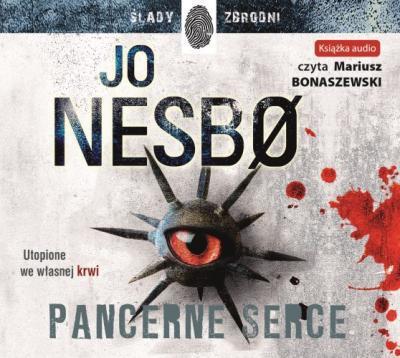 ŚLADY ZBRODNI
Książka audio
czyta Mariusz
BONASZEWSKI
JO
NESBØ
Utopione
we własnej krwi
PANCERNE SERCE